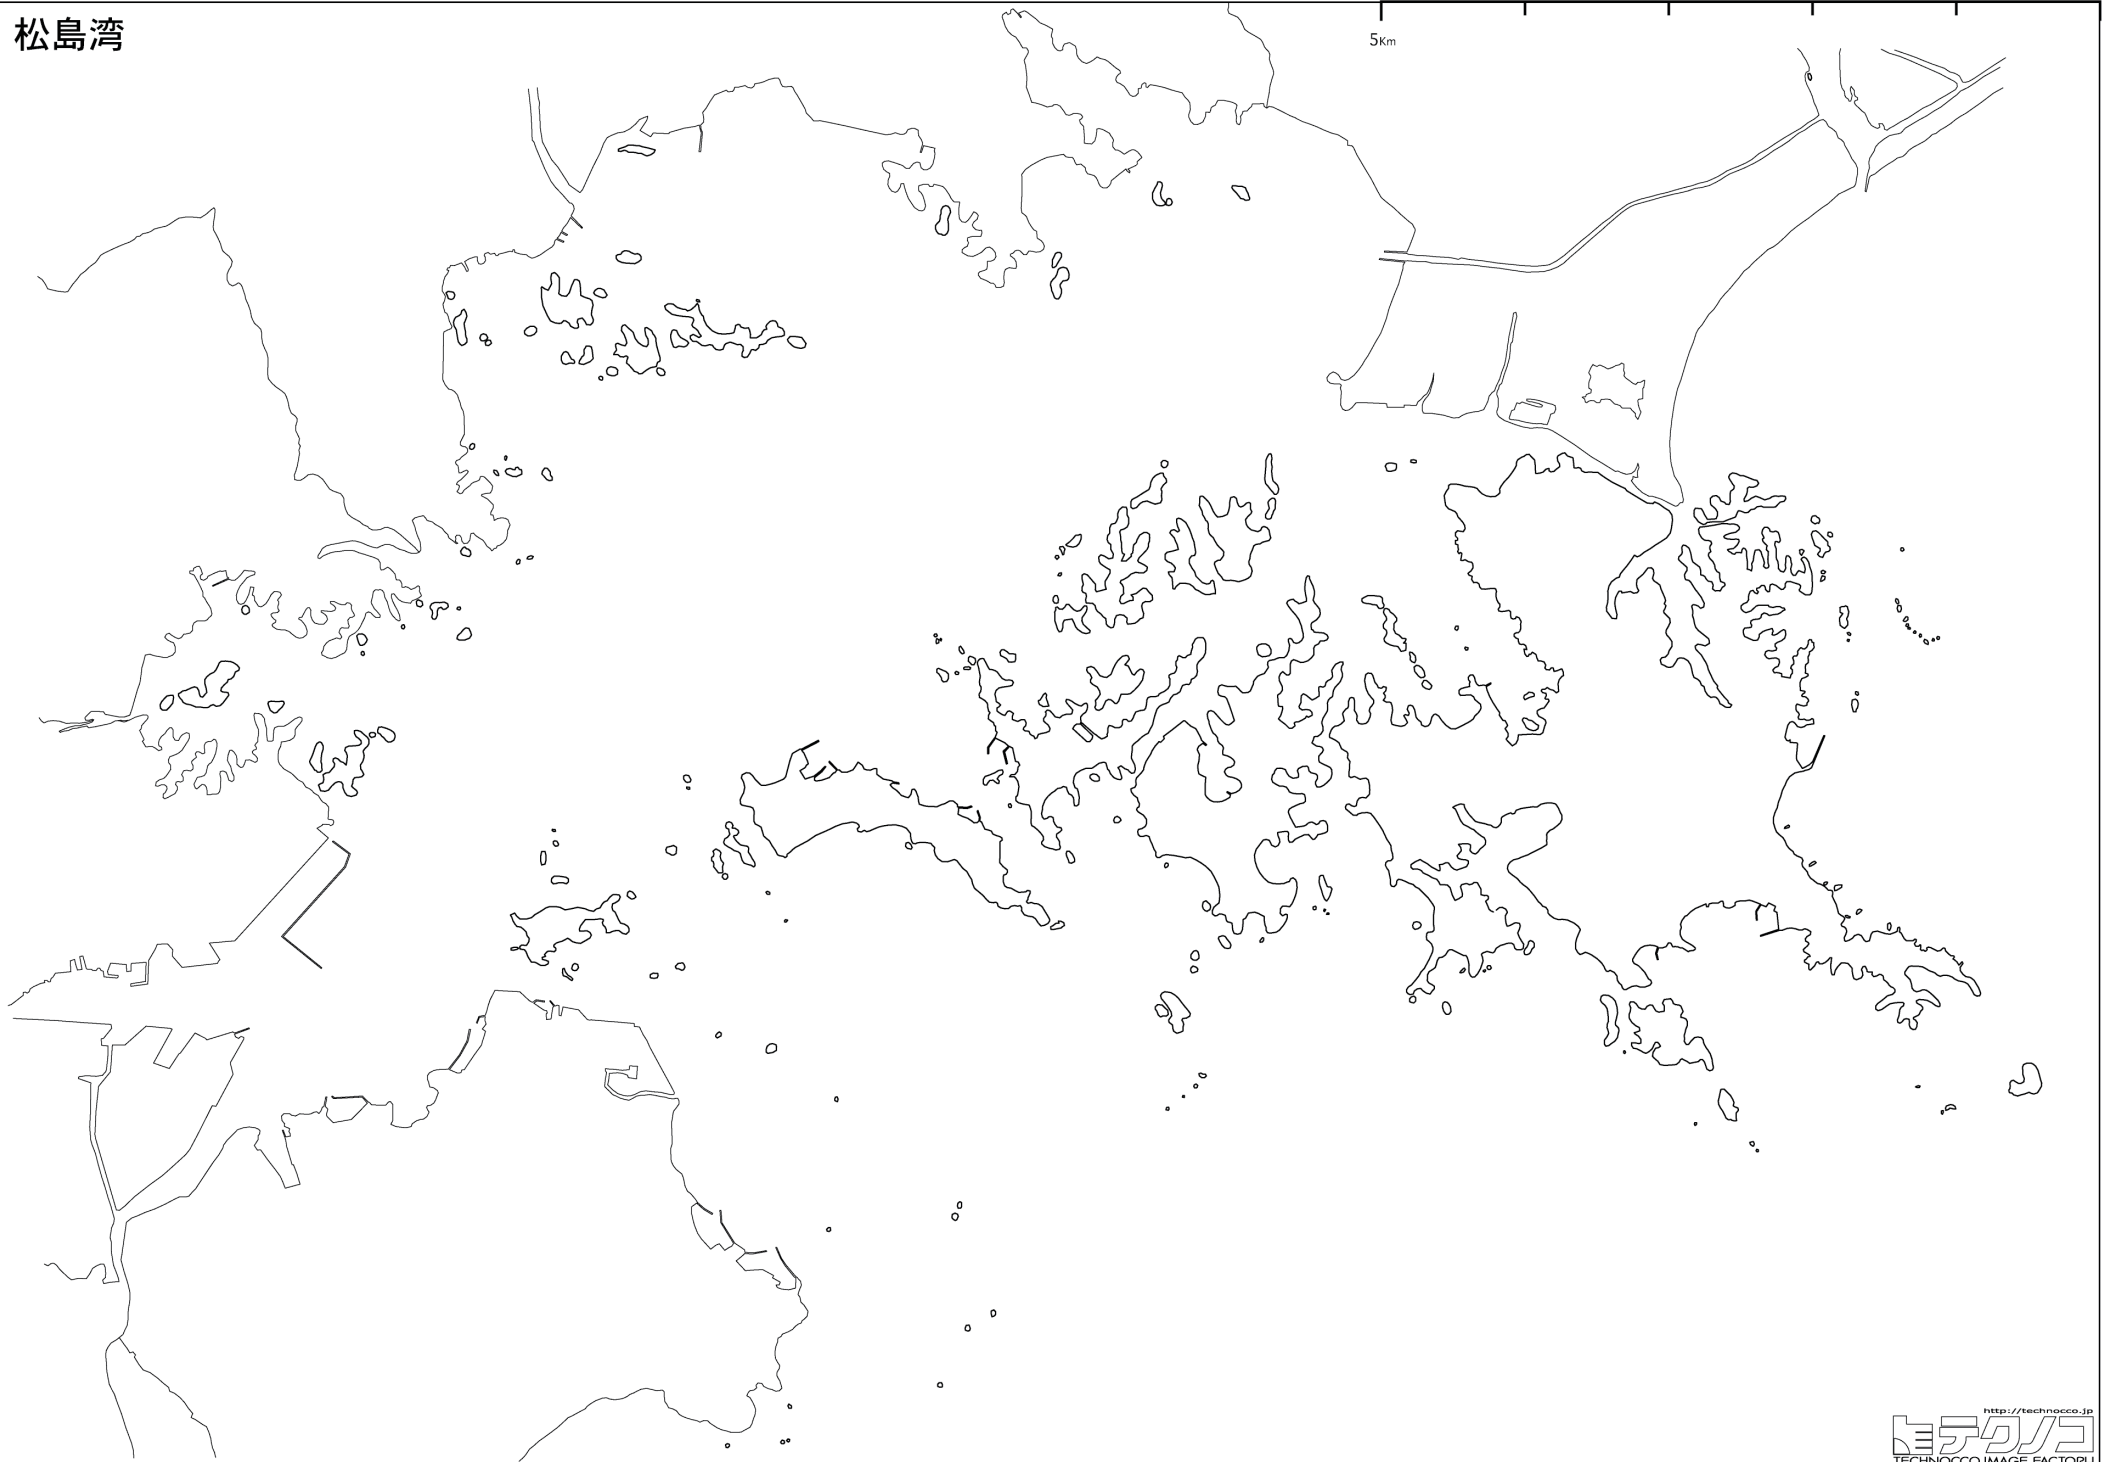 松島湾
5Km
http://technocco.jp
テクノコ
TECHNOCCO IMAGE FACTORY